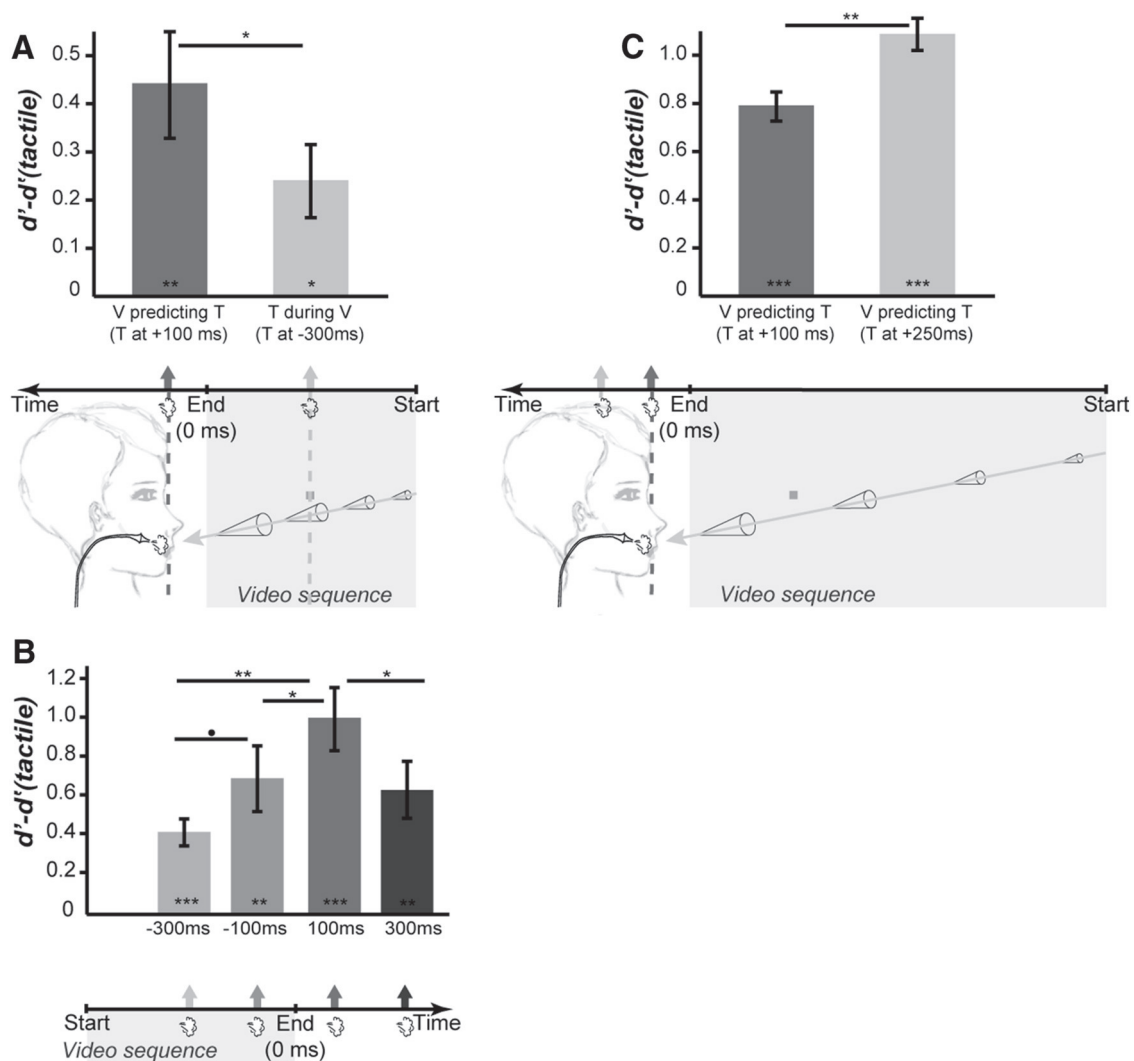 A
d'-d'(tactile)
0.5
0.4
0.3
0.2
0.1
0
*
**
*
V predicting T
(T at +100 ms)
T during V
(T at -300ms)
Time
End
(0 ms)
Start
Video sequence
C
d'-d'(tactile)
1.0
0.8
0.6
0.4
0.2
0
**
***
***
V predicting T
(T at +100 ms)
V predicting T
(T at +250ms)
Time
End
(0 ms)
Start
Video sequence
B
d'-d'(tactile)
1.2
1.0
0.8
0.6
0.4
0.2
0
**
*
*
•
***
**
***
**
-300ms
-100ms
100ms
300ms
Start
End
Time
Video sequence
(0 ms)